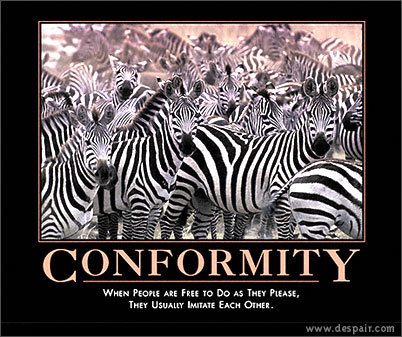 CONFORMITY
WHEN PEOPLE ARE FREE TO DO AS THEY PLEASE,
THEY USUALLY IMITATE EACH OTHER.
www.despair.com